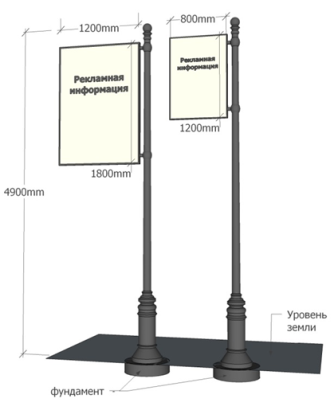 1200mm
800mm
Рекламная
информация
Рекламная
информация
1200mm
1800mm
4900mm
Уровень
земли
фундамент